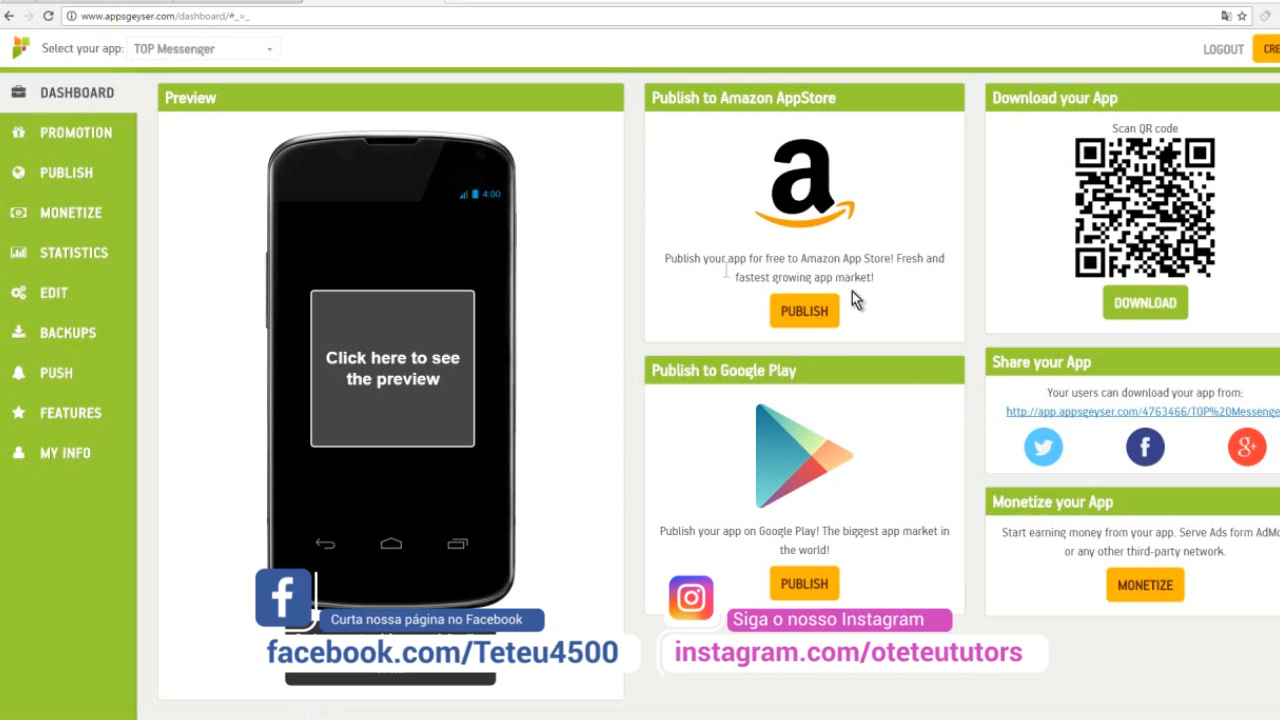 www.appsgeyser.com/dashboard/#_=_
Select your app:
TOP Messenger
LOGOUT
CRE
DASHBOARD
PROMOTION
PUBLISH
MONETIZE
STATISTICS
EDIT
BACKUPS
PUSH
FEATURES
MY INFO
Preview
4:00
Click here to see
the preview
Publish to Amazon AppStore
a
Publish your app for free to Amazon App Store! Fresh and
fastest growing app market!
PUBLISH
Publish to Google Play
Publish your app on Google Play! The biggest app market in
the world!
PUBLISH
Download your App
Scan QR code
DOWNLOAD
Share your App
Your users can download your app from:
http://app.appsgeyser.com/4763466/TOP%20Messenge
f
g+
Monetize your App
Start earning money from your app. Serve Ads form AdMo
or any other third-party network.
MONETIZE
f
Curta nossa página no Facebook
facebook.com/Teteu4500
Siga o nosso Instagram
instagram.com/oteteututors